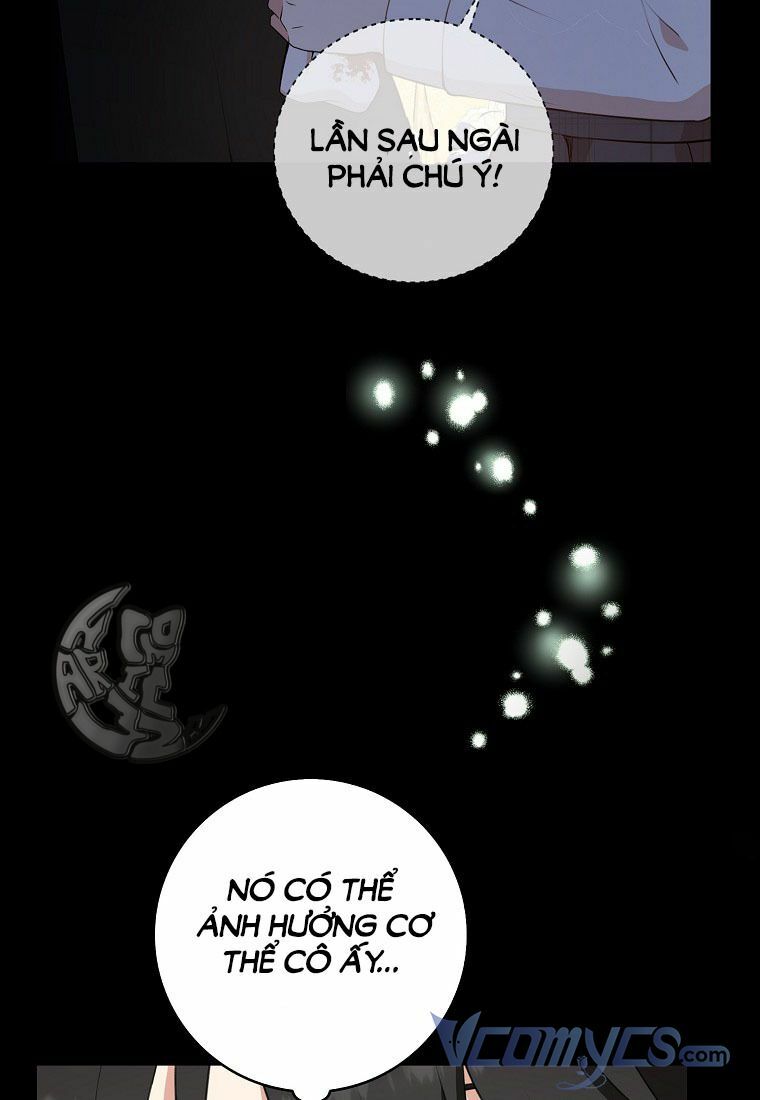 LẦN SAU NGÀI
PHẢI CHÚ Ý!
NÓ CÓ THỂ
ẢNH HƯỞNG CƠ
THỂ CÔ ẤY...
Vcomycs.com